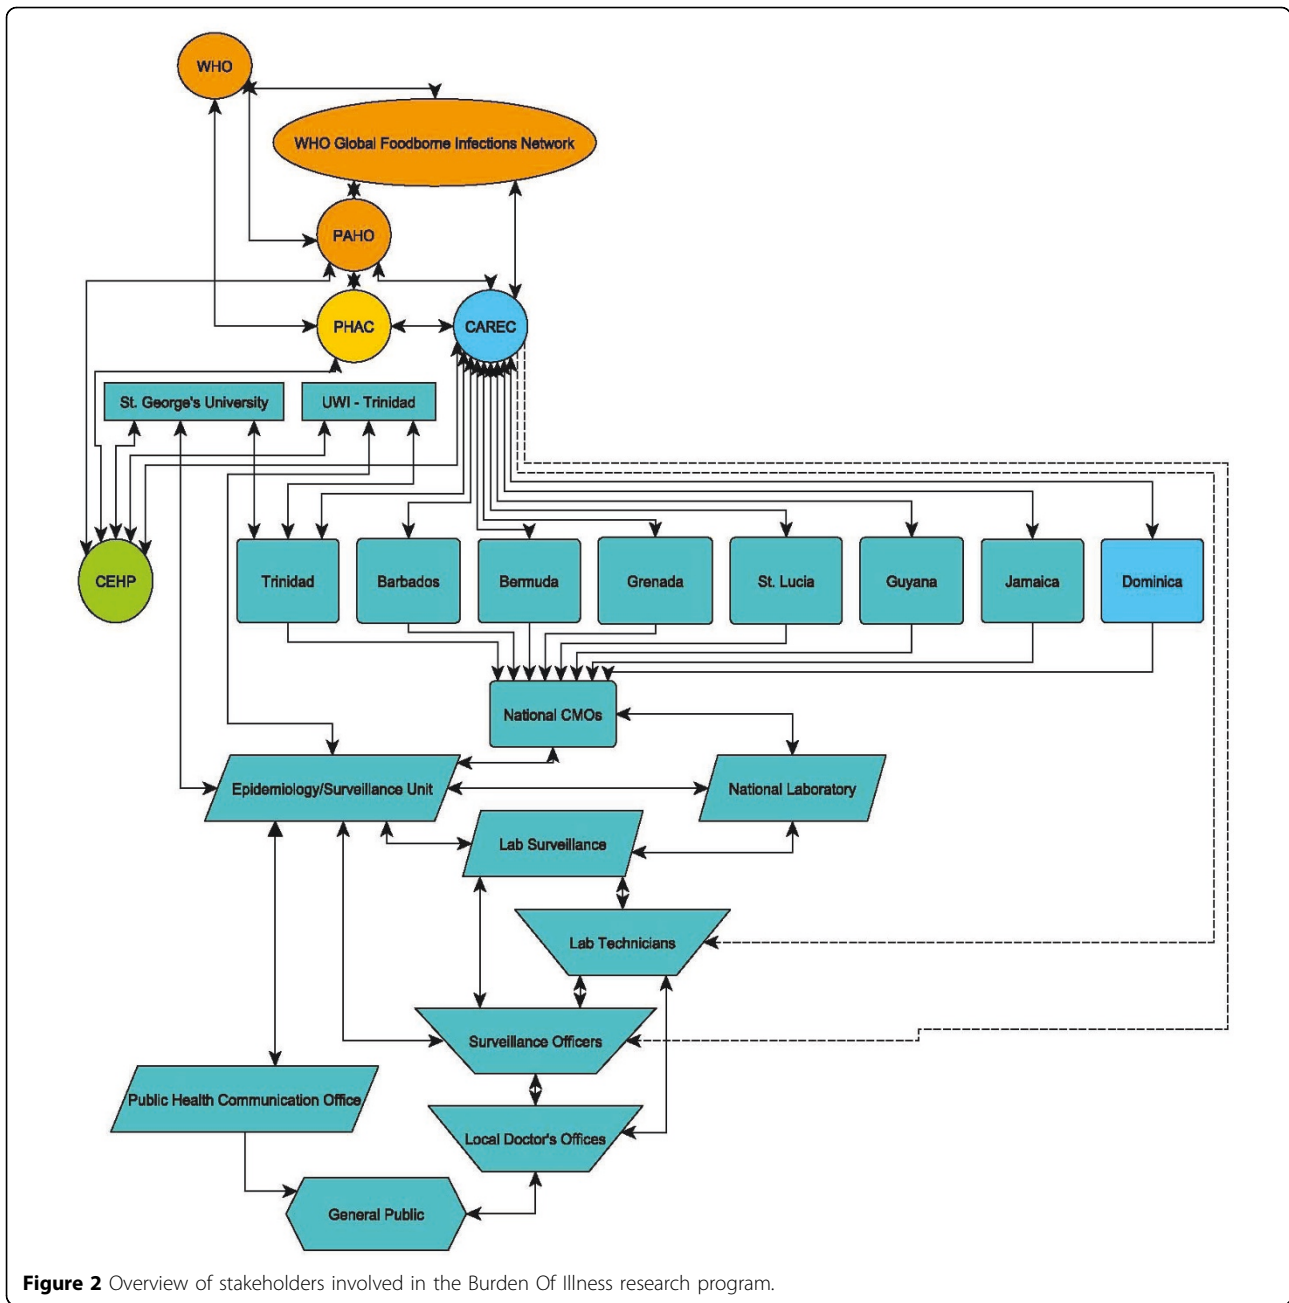 WHO
WHO Global Foodborne Infections Network
PAHO
PHAC
CAREC
St. George's University
UWI - Trinidad
CEHP
Trinidad
Barbados
Bermuda
Grenada
St. Lucia
Guyana
Jamaica
Dominica
National CMOs
Epidemiology/Surveillance Unit
National Laboratory
Lab Surveillance
Lab Technicians
Surveillance Officers
Public Health Communication Office
Local Doctor's Offices
General Public
Figure 2 Overview of stakeholders involved in the Burden Of Illness research program.